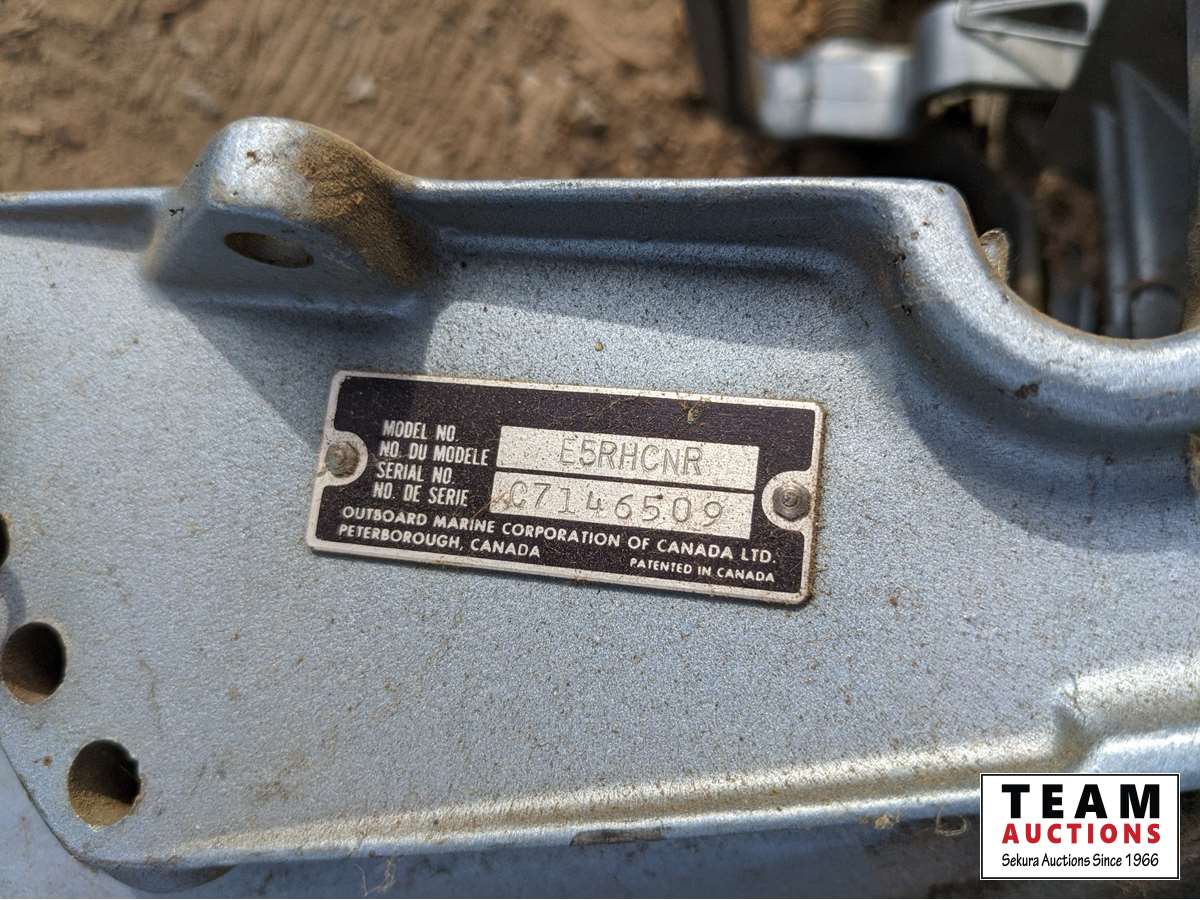 MODEL NO.
NO. DU MODELE E5RHCNR
SERIAL NO.
NO. DE SERIE C7146509
OUTBOARD MARINE CORPORATION OF CANADA LTD.
PETERBOROUGH, CANADA PATENTED IN CANADA
TEAM
AUCTIONS
Sekura Auctions Since 1966